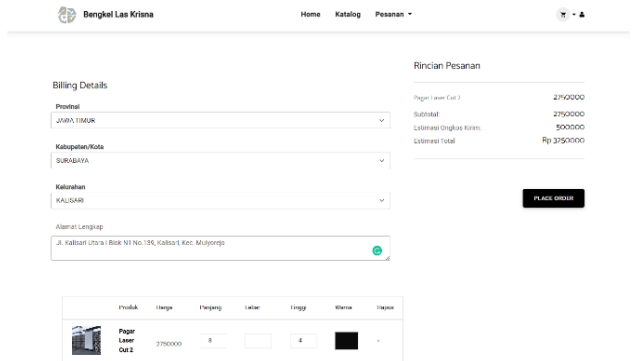 Bengkel Las Krisna
Home Katalog Pesanan
Billing Details
Provinsi
JAWA TIMUR
Kabupaten/Kota
SURABAYA
Kelurahan
KALISARI
Alamat Lengkap
Jl. Kalisari Utara I Blok N1 No.139, Kalisari, Kec. Mulyorejo
Rincian Pesanan
Pagar Laser Cut 2 2750000
Subtotal: 2750000
Estimasi Ongkos Kirim: 500000
Estimasi Total Rp 3250000
PLACE ORDER
Produk Harga Panjang Lebar Tinggi Warna Hapus
Pagar
Laser
Cut 2
2750000 8 4 -